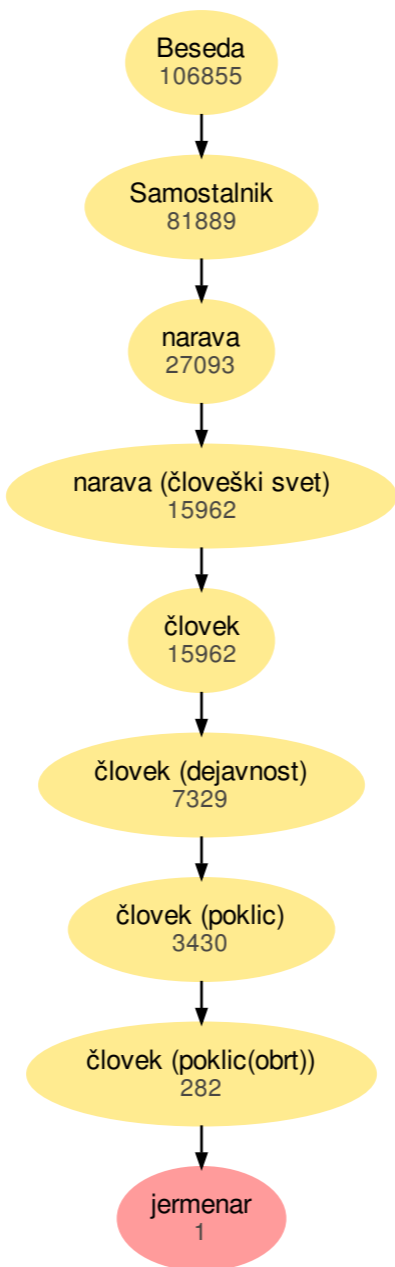 Beseda
106855
Samostalnik
81889
narava
27093
narava (človeški svet)
15962
človek
15962
človek (dejavnost)
7329
človek (poklic)
3430
človek (poklic(obrt))
282
jermenar
1